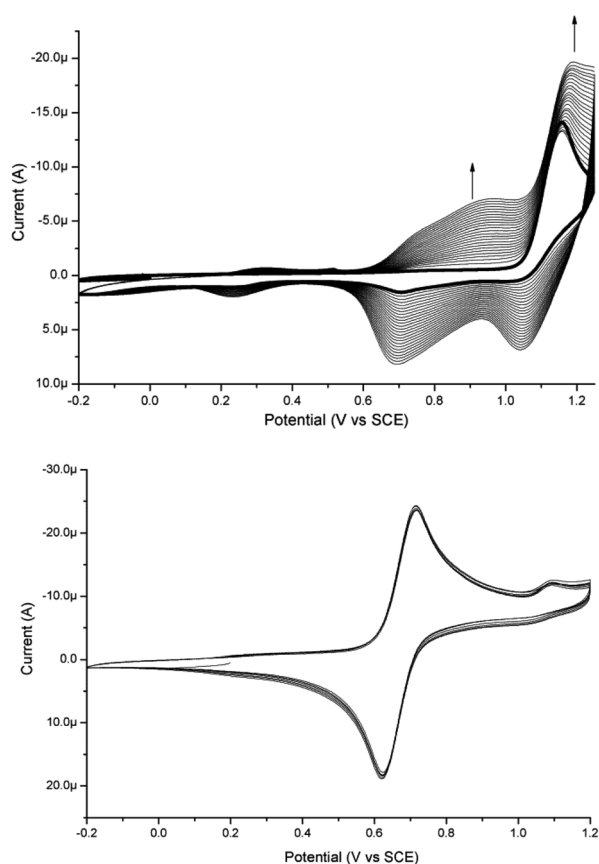 -20.0µ
-15.0µ
-10.0µ
-5.0µ
0.0
5.0µ
10.0µ
Current (A)
-0.2 0.0 0.2 0.4 0.6 0.8 1.0 1.2
Potential (V vs SCE)
-30.0µ
-20.0µ
-10.0µ
0.0
10.0µ
20.0µ
Current (A)
-0.2 0.0 0.2 0.4 0.6 0.8 1.0 1.2
Potential (V vs SCE)